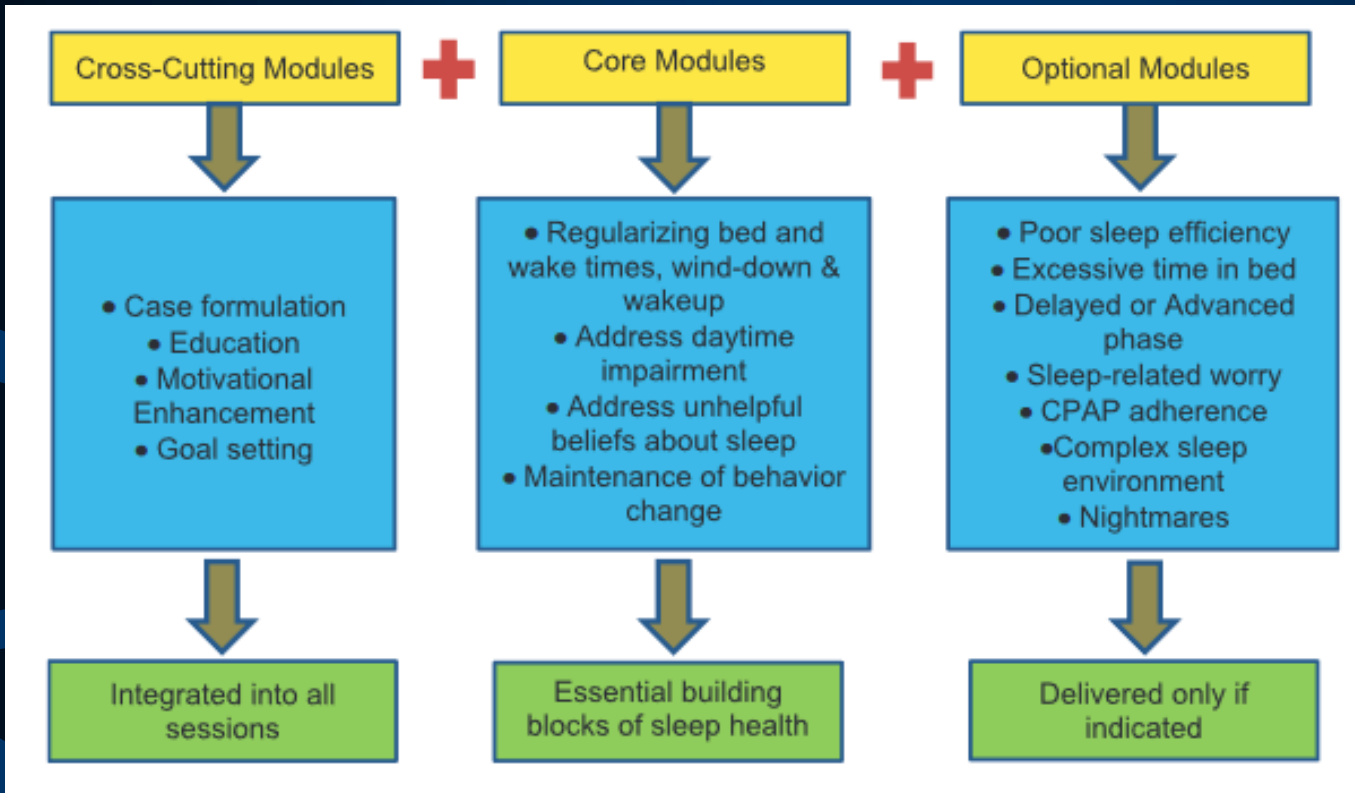 Cross-Cutting Modules
Core Modules
Optional Modules
● Case formulation
● Education
● Motivational
Enhancement
● Goal setting
● Regularizing bed and
wake times, wind-down &
wakeup
● Address daytime
impairment
● Address unhelpful
beliefs about sleep
● Maintenance of behavior
change
● Poor sleep efficiency
● Excessive time in bed
● Delayed or Advanced
phase
● Sleep-related worry
● CPAP adherence
●Complex sleep
environment
● Nightmares
Integrated into all
sessions
Essential building
blocks of sleep health
Delivered only if
indicated